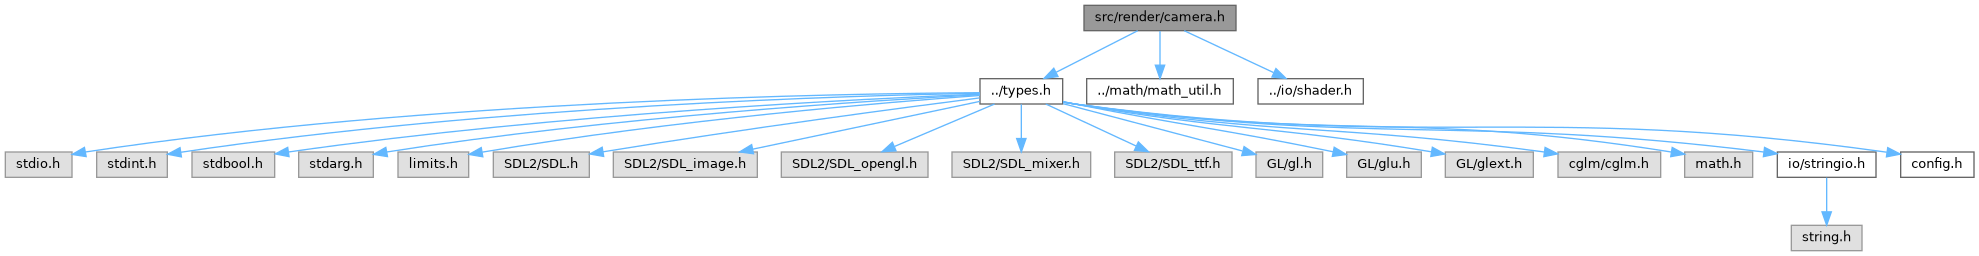 src/render/camera.h
../types.h
../math/math_util.h
../io/shader.h
stdio.h
stdint.h
stdbool.h
stdarg.h
limits.h
SDL2/SDL.h
SDL2/SDL_image.h
SDL2/SDL_opengl.h
SDL2/SDL_mixer.h
SDL2/SDL_ttf.h
GL/gl.h
GL/glu.h
GL/glext.h
cglm/cglm.h
math.h
io/stringio.h
config.h
string.h